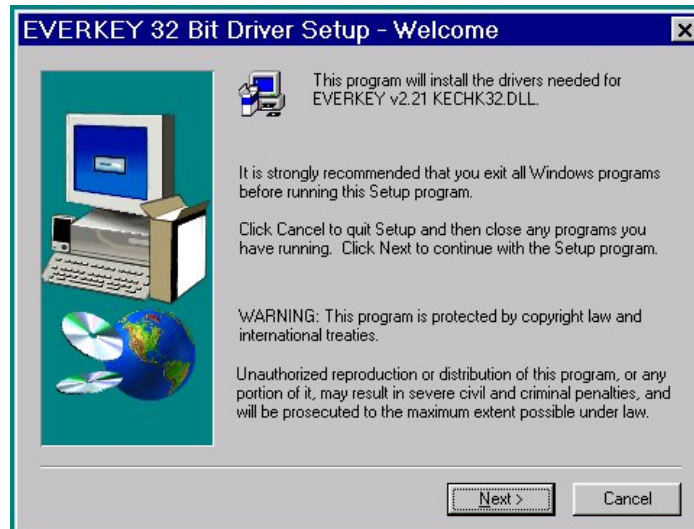 EVERKEY 32 Bit Driver Setup - Welcome
This program will install the drivers needed for
EVERKEY v2.21 KECHK32.DLL.
It is strongly recommended that you exit all Windows programs
before running this Setup program.
Click Cancel to quit Setup and then close any programs you
have running.  Click Next to continue with the Setup program.
WARNING: This program is protected by copyright law and
international treaties.
Unauthorized reproduction or distribution of this program, or any
portion of it, may result in severe civil and criminal penalties, and
will be prosecuted to the maximum extent possible under law.
Next >
Cancel